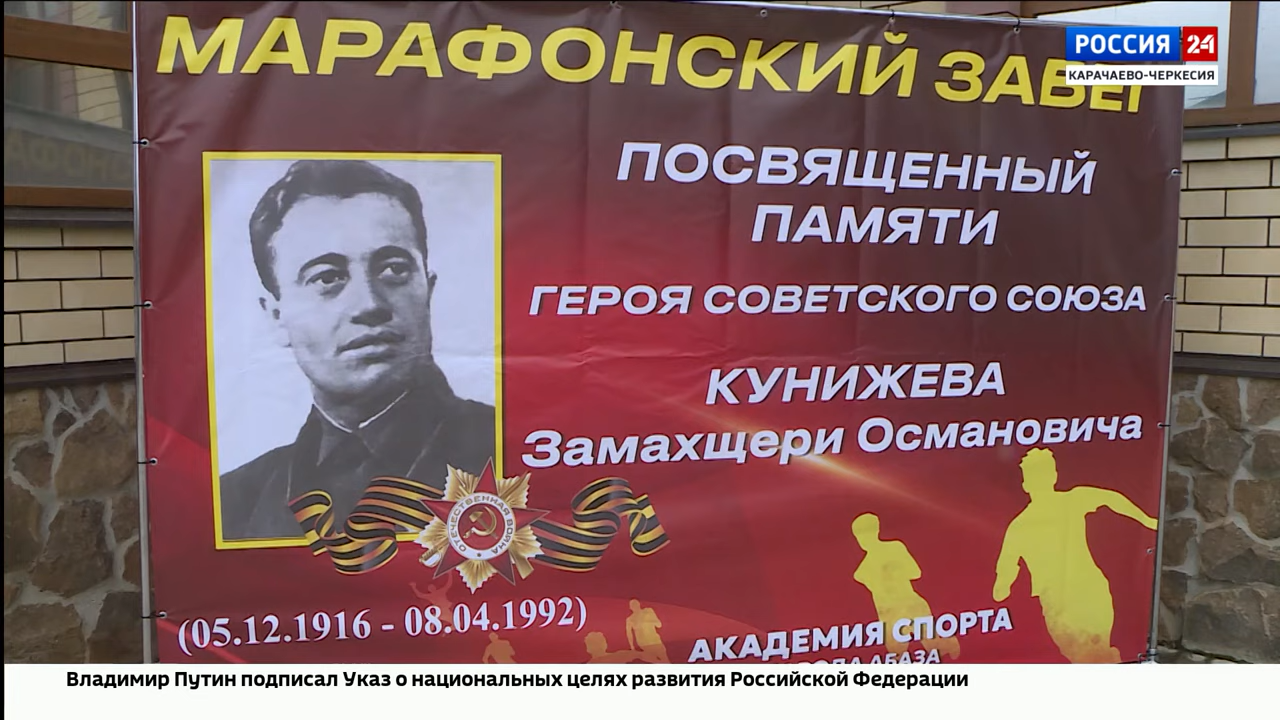 МАРАФОНСКИЙ ЗАБЕГ
РОССИЯ 24
КАРАЧАЕВО-ЧЕРКЕСИЯ
ПОСВЯЩЕННЫЙ
ПАМЯТИ
ГЕРОЯ СОВЕТСКОГО СОЮЗА
КУНИЖЕВА
Замахщери Османовича
ОТЕЧЕСТВЕННАЯ ВОЙНА
(05.12.1916 - 08.04.1992)
АКАДЕМИЯ СПОРТА
АБАЗА
Владимир Путин подписал Указ о национальных целях развития Российской Федерации